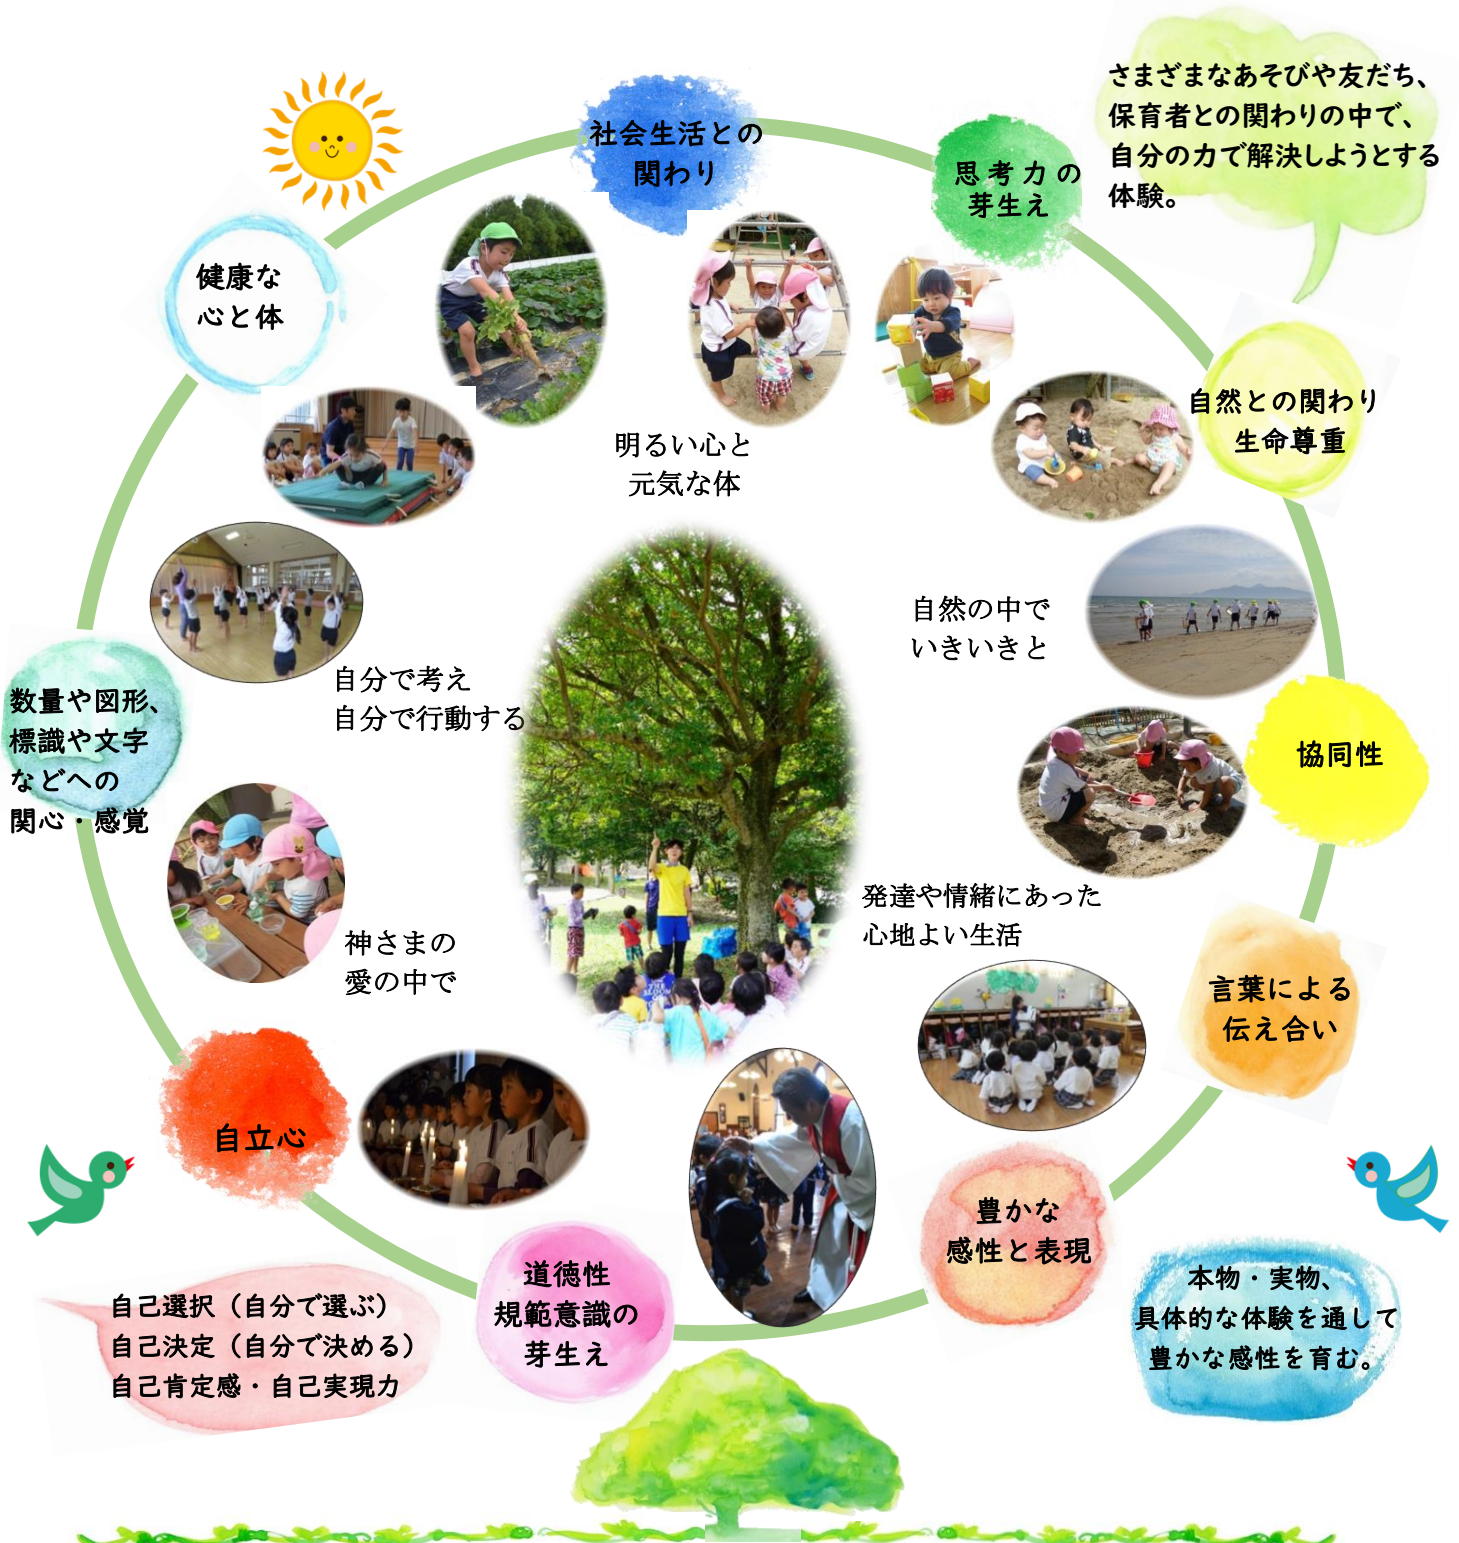 社会生活との
関わり
思考力の
芽生え
さまざまなあそびや友だち、
保育者との関わりの中で、
自分の力で解決しようとする
体験。
健康な
心と体
自然との関わり
生命尊重
明るい心と
元気な体
自然の中で
いきいきと
自分で考え
自分で行動する
数量や図形、
標識や文字
などへの
関心・感覚
協同性
発達や情緒にあった
心地よい生活
神さまの
愛の中で
言葉による
伝え合い
自立心
豊かな
感性と表現
道徳性
規範意識の
芽生え
自己選択（自分で選ぶ）
自己決定（自分で決める）
自己肯定感・自己実現力
本物・実物、
具体的な体験を通して
豊かな感性を育む。